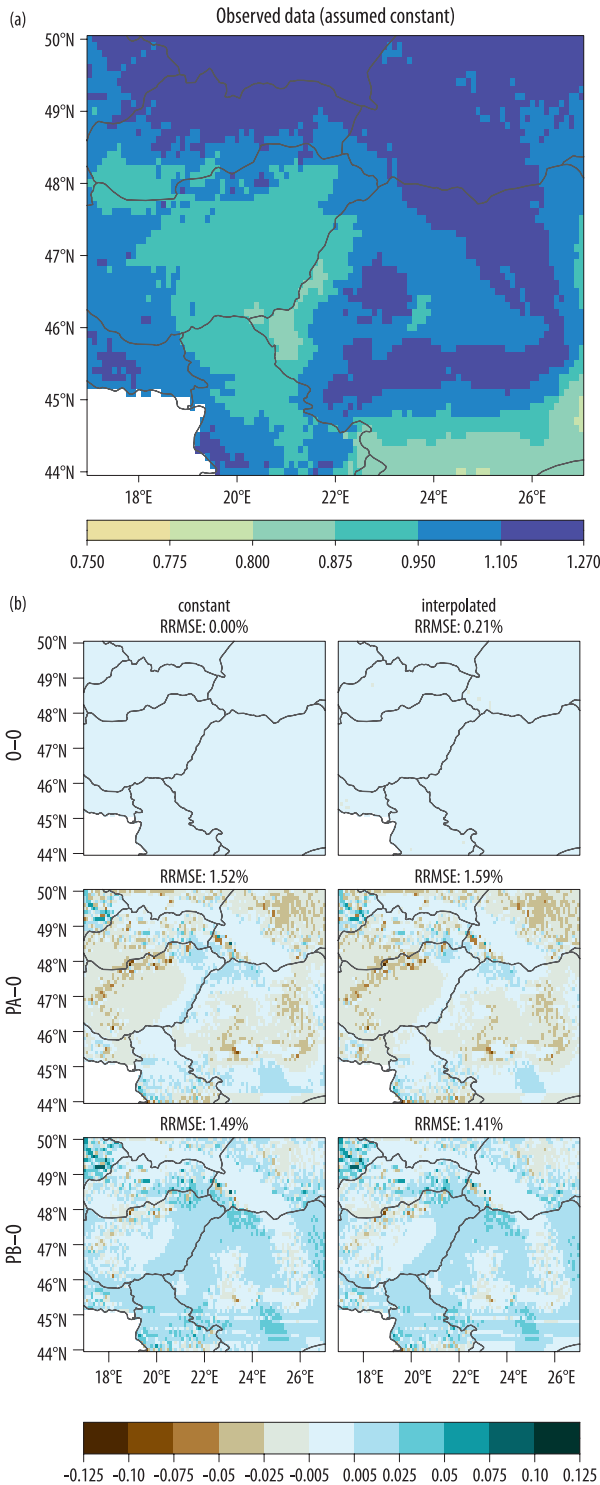 (a)
Observed data (assumed constant)
50°N
49°N
48°N
47°N
46°N
45°N
44°N
18°E 20°E 22°E 24°E 26°E
0.750 0.775 0.800 0.875 0.950 1.105 1.270
(b)
constant interpolated
RRMSE: 0.00% RRMSE: 0.21%
O–O
50°N
49°N
48°N
47°N
46°N
45°N
44°N
RRMSE: 1.52% RRMSE: 1.59%
PA–O
50°N
49°N
48°N
47°N
46°N
45°N
44°N
RRMSE: 1.49% RRMSE: 1.41%
PB–O
50°N
49°N
48°N
47°N
46°N
45°N
44°N
18°E 20°E 22°E 24°E 26°E 18°E 20°E 22°E 24°E 26°E
-0.125 -0.10 -0.075 -0.05 -0.025 -0.005 0.005 0.025 0.05 0.075 0.10 0.125